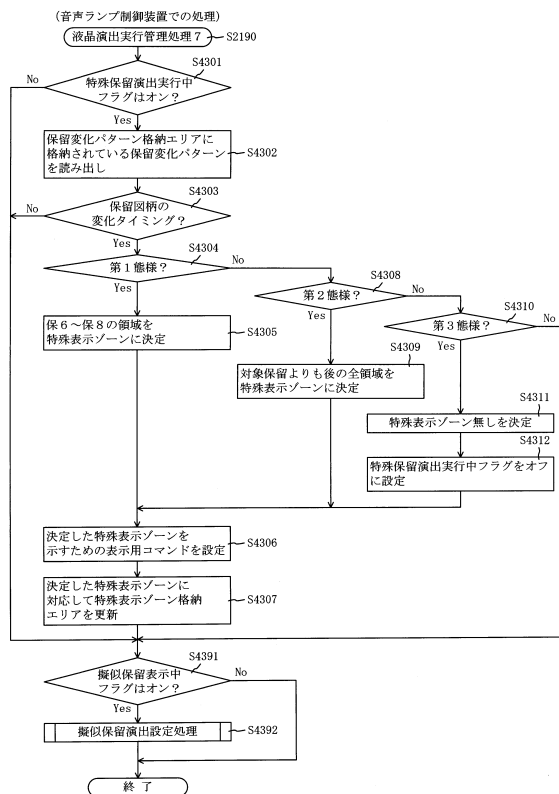 (音声ランプ制御装置での処理)
液晶演出実行管理処理7
S2190
S4301
特殊保留演出実行中
フラグはオン?
No
Yes
保留変化パターン格納エリアに
格納されている保留変化パターン
を読み出し
S4302
S4303
保留図柄の
変化タイミング?
No
Yes
S4304
第1態様?
No
Yes
S4308
第2態様?
No
Yes
S4310
第3態様?
No
Yes
保6~保8の領域を
特殊表示ゾーンに決定
S4305
S4309
対象保留よりも後の全領域を
特殊表示ゾーンに決定
S4311
特殊表示ゾーン無しを決定
S4312
特殊保留演出実行中フラグをオフ
に設定
決定した特殊表示ゾーンを
示すための表示用コマンドを設定
S4306
決定した特殊表示ゾーンに
対応して特殊表示ゾーン格納
エリアを更新
S4307
S4391
擬似保留表示中
フラグはオン?
No
Yes
擬似保留演出設定処理
S4392
終了